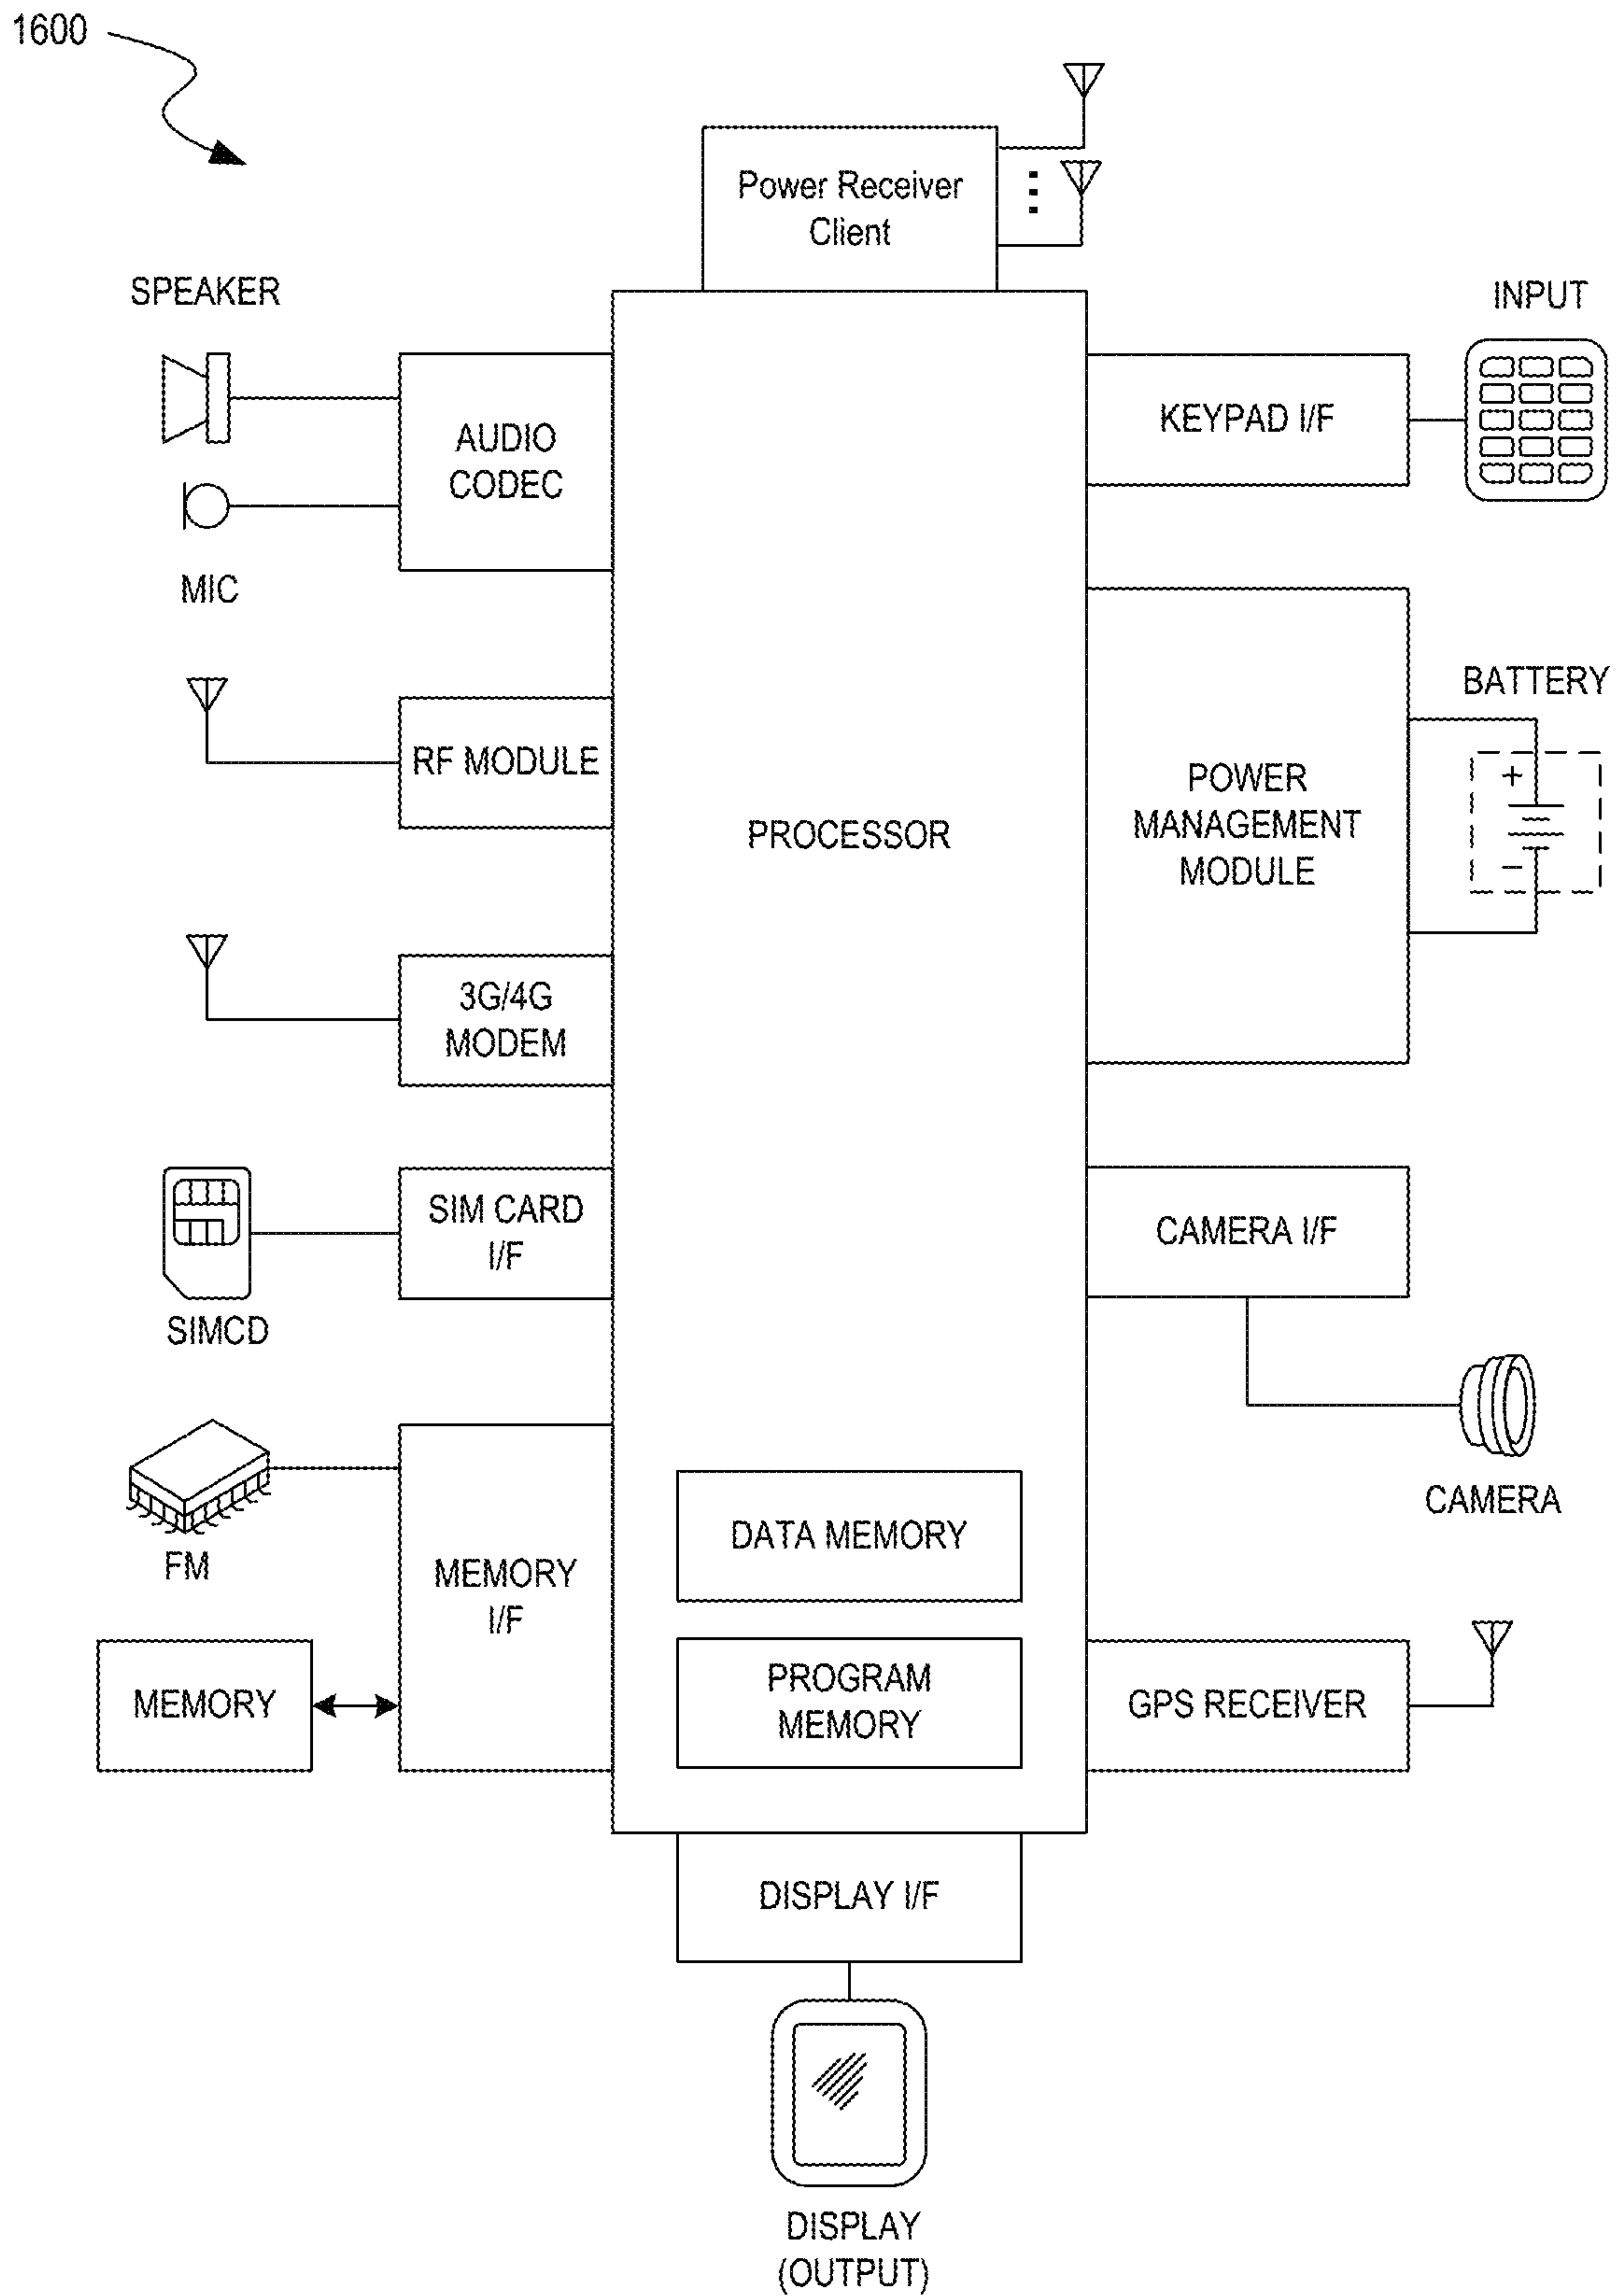 1600
Power Receiver
Client
SPEAKER
INPUT
AUDIO
CODEC
KEYPAD I/F
MIC
BATTERY
RF MODULE
PROCESSOR
POWER
MANAGEMENT
MODULE
+
–
3G/4G
MODEM
SIM CARD
I/F
CAMERA I/F
SIMCD
CAMERA
DATA MEMORY
FM
MEMORY
I/F
MEMORY
PROGRAM
MEMORY
GPS RECEIVER
DISPLAY I/F
DISPLAY
(OUTPUT)